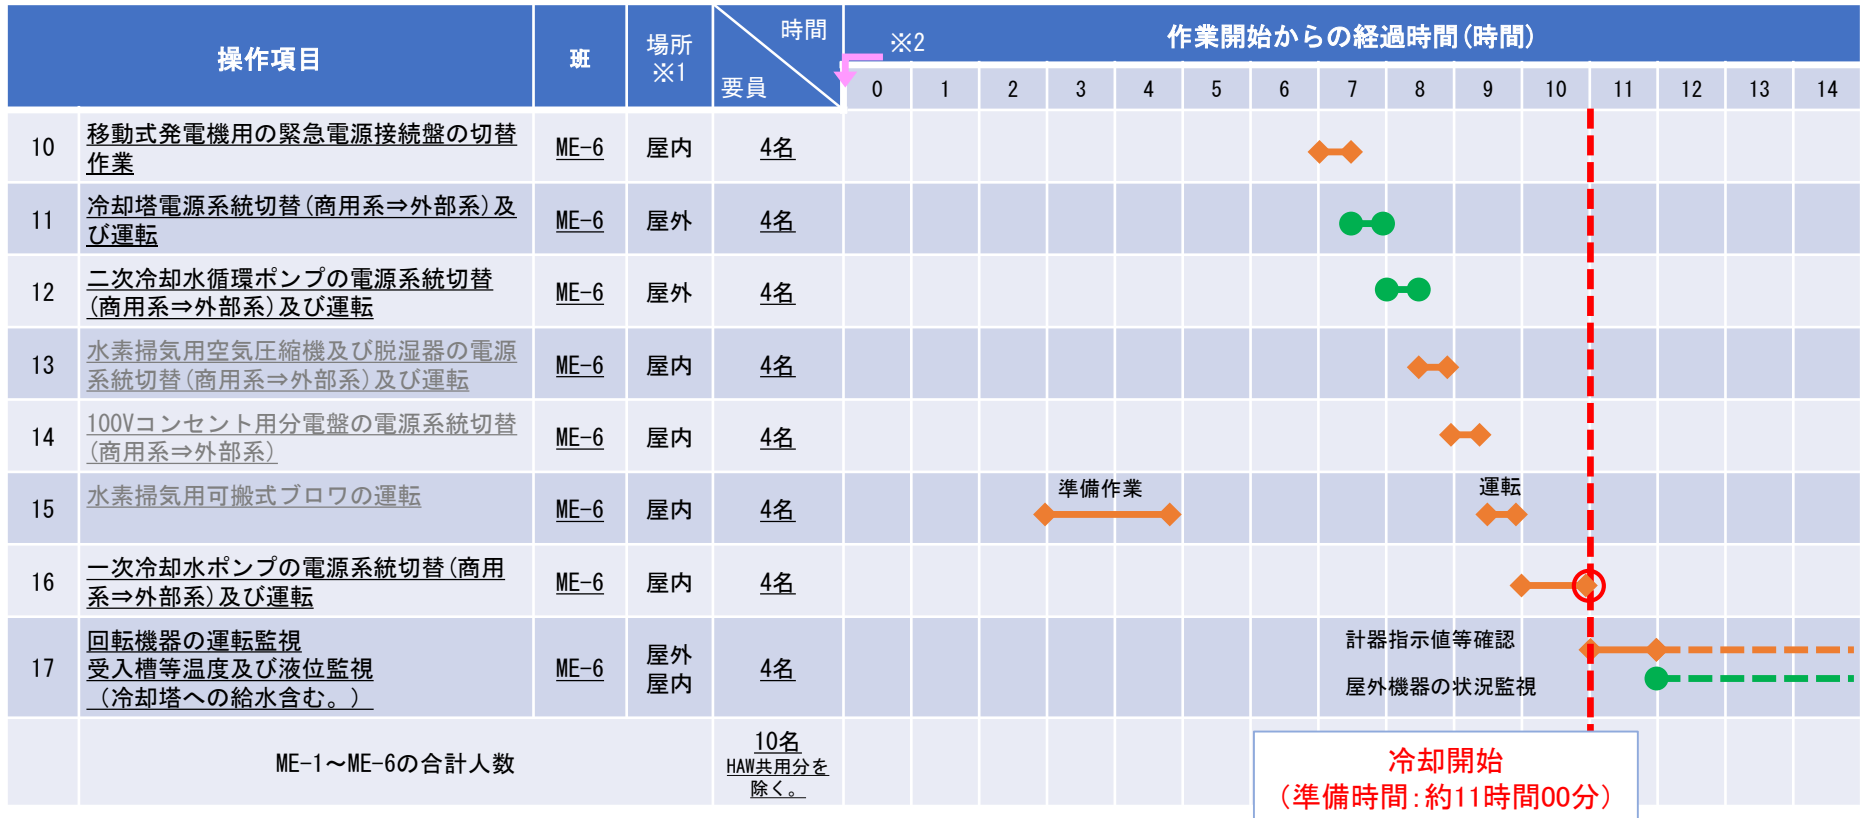 操作項目
班
場所
※1
時間
要員
※2
作業開始からの経過時間(時間)
0 1 2 3 4 5 6 7 8 9 10 11 12 13 14
10
移動式発電機用の緊急電源接続盤の切替
作業
ME-6
屋内
4名
11
冷却塔電源系統切替(商用系⇒外部系)及
び運転
ME-6
屋外
4名
12
二次冷却水循環ポンプの電源系統切替
(商用系⇒外部系)及び運転
ME-6
屋外
4名
13
水素掃気用空気圧縮機及び脱湿器の電源
系統切替(商用系⇒外部系)及び運転
ME-6
屋内
4名
14
100Vコンセント用分電盤の電源系統切替
(商用系⇒外部系)
ME-6
屋内
4名
15
水素掃気用可搬式ブロワの運転
ME-6
屋内
4名
準備作業
運転
16
一次冷却水ポンプの電源系統切替(商用
系⇒外部系)及び運転
ME-6
屋内
4名
17
回転機器の運転監視
受入槽等温度及び液位監視
（冷却塔への給水含む。）
ME-6
屋外
屋内
4名
計器指示値等確認
屋外機器の状況監視
ME-1～ME-6の合計人数
10名
HAW共用分を
除く。
冷却開始
（準備時間:約11時間00分）